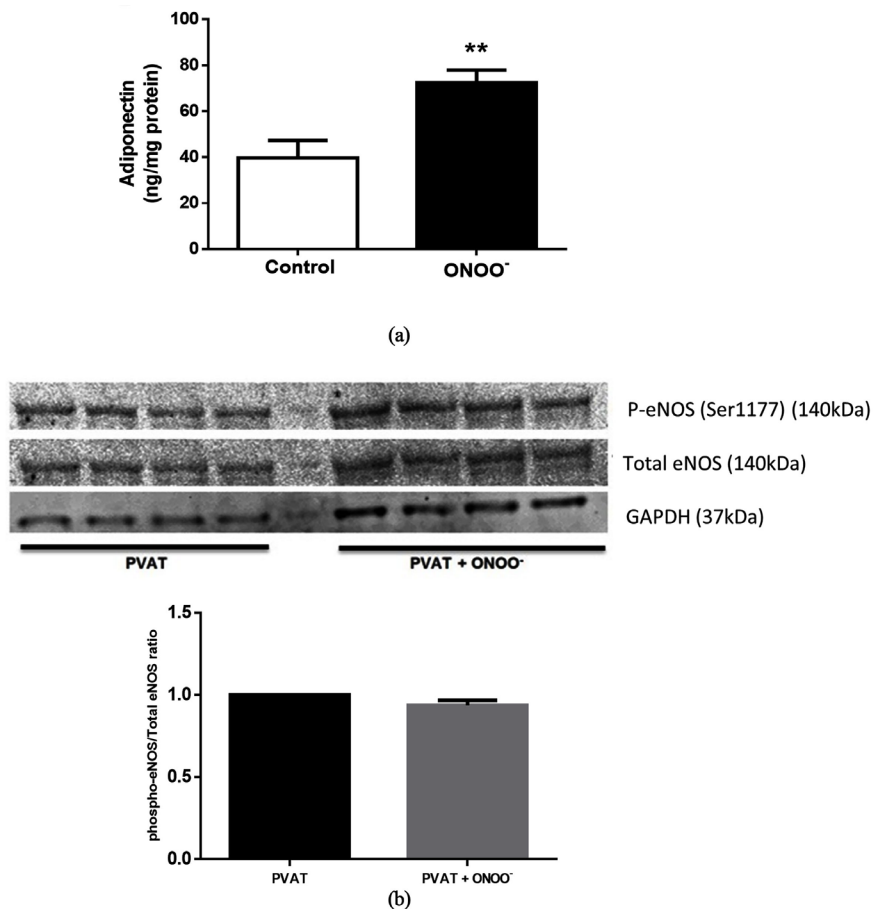 100
80
60
40
20
0
Adiponectin
(ng/mg protein)
**
Control
ONOO⁻
(a)
P-eNOS (Ser1177) (140kDa)
Total eNOS (140kDa)
GAPDH (37kDa)
PVAT
PVAT + ONOO⁻
1.5
1.0
0.5
0.0
phospho-eNOS/Total eNOS ratio
PVAT
PVAT + ONOO⁻
(b)